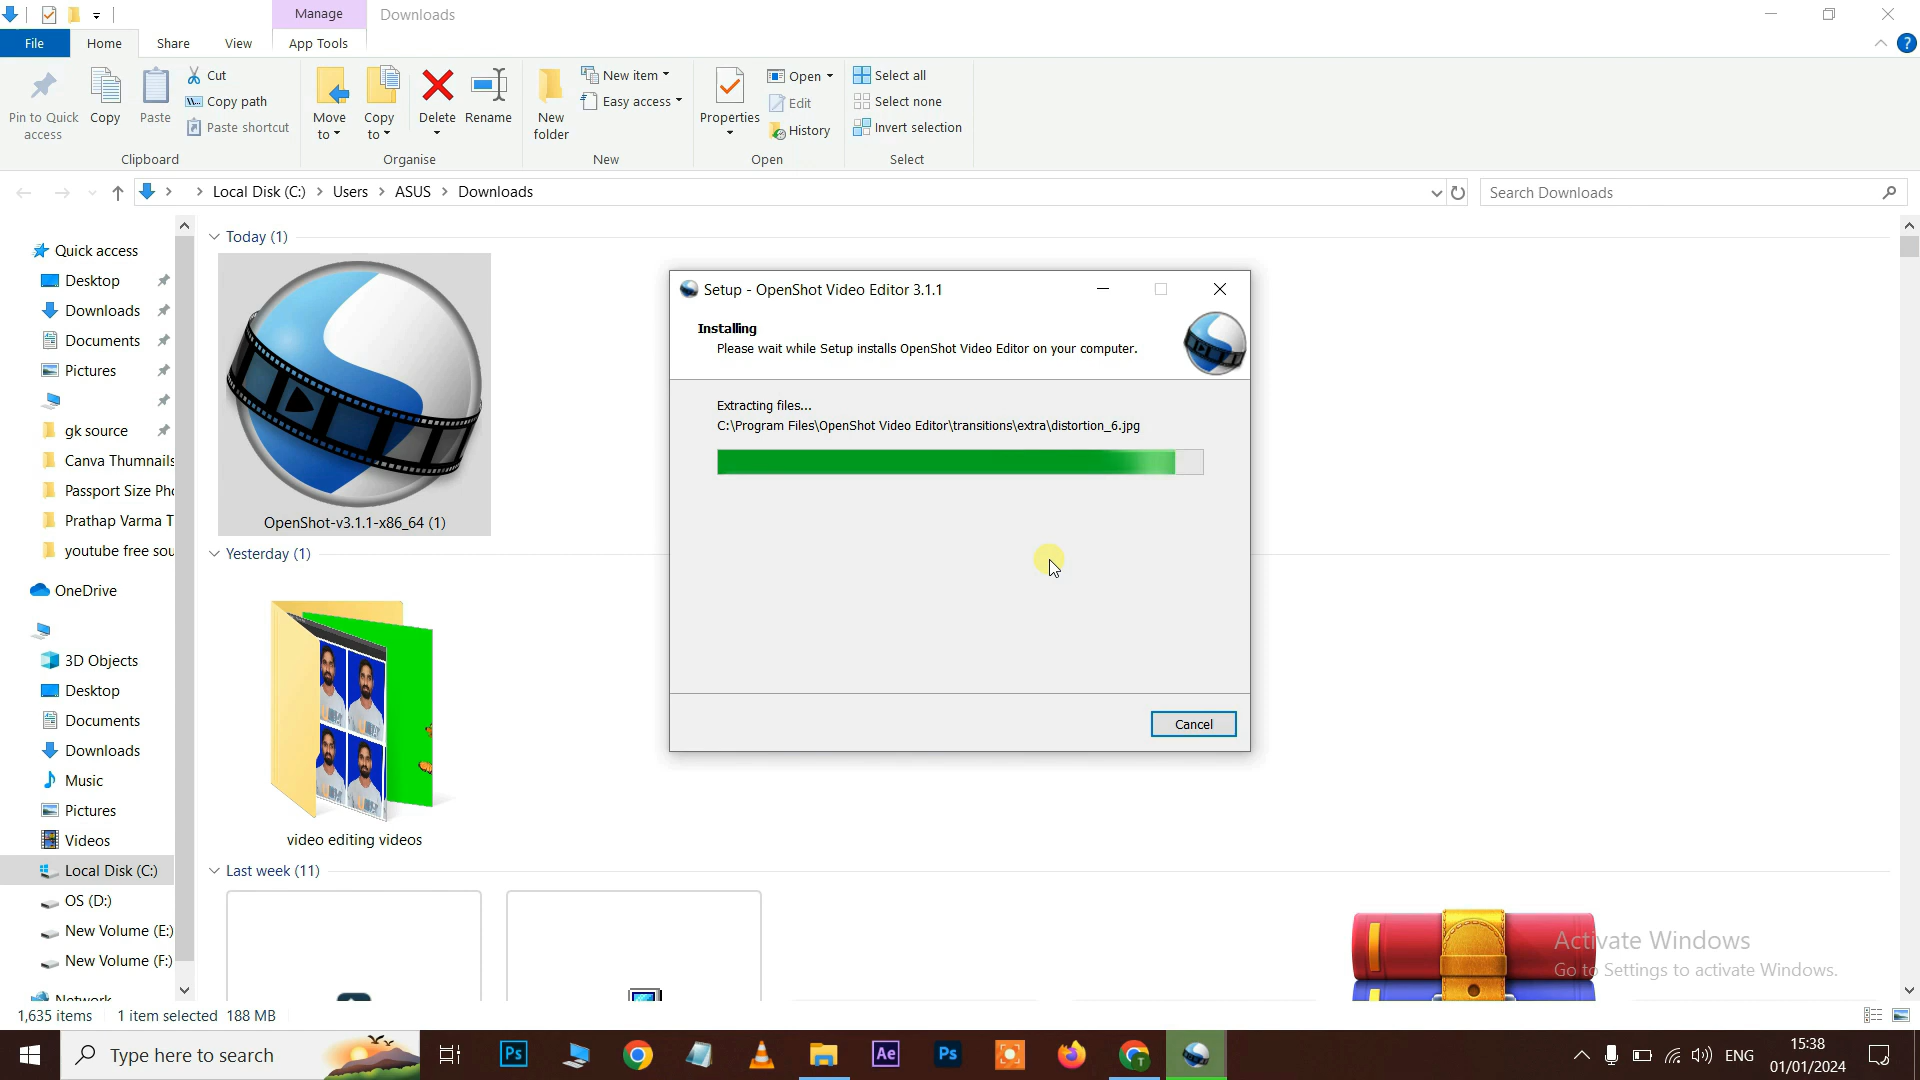 Manage
Downloads
File
Home
Share
View
App Tools
Pin to Quick access
Copy
Paste
Cut
Copy path
Paste shortcut
Clipboard
Move to
Copy to
Delete
Rename
Organise
New folder
New item
Easy access
New
Properties
Open
Edit
History
Open
Select all
Select none
Invert selection
Select
Local Disk (C:) > Users > ASUS > Downloads
Search Downloads
Quick access
Desktop
Downloads
Documents
Pictures
gk source
Canva Thumnails
Passport Size Pho
Prathap Varma T
youtube free sou
OneDrive
3D Objects
Desktop
Documents
Downloads
Music
Pictures
Videos
Local Disk (C:)
OS (D:)
New Volume (E:)
New Volume (F:)
Network
Today (1)
OpenShot-v3.1.1-x86_64 (1)
Yesterday (1)
video editing videos
Last week (11)
Setup - OpenShot Video Editor 3.1.1
Installing
Please wait while Setup installs OpenShot Video Editor on your computer.
Extracting files...
C:\Program Files\OpenShot Video Editor\transitions\extra\distortion_6.jpg
Cancel
Activate Windows
Go to Settings to activate Windows.
1,635 items
1 item selected 188 MB
Type here to search
Ps
Ae
Ps
T
ENG
15:38
01/01/2024